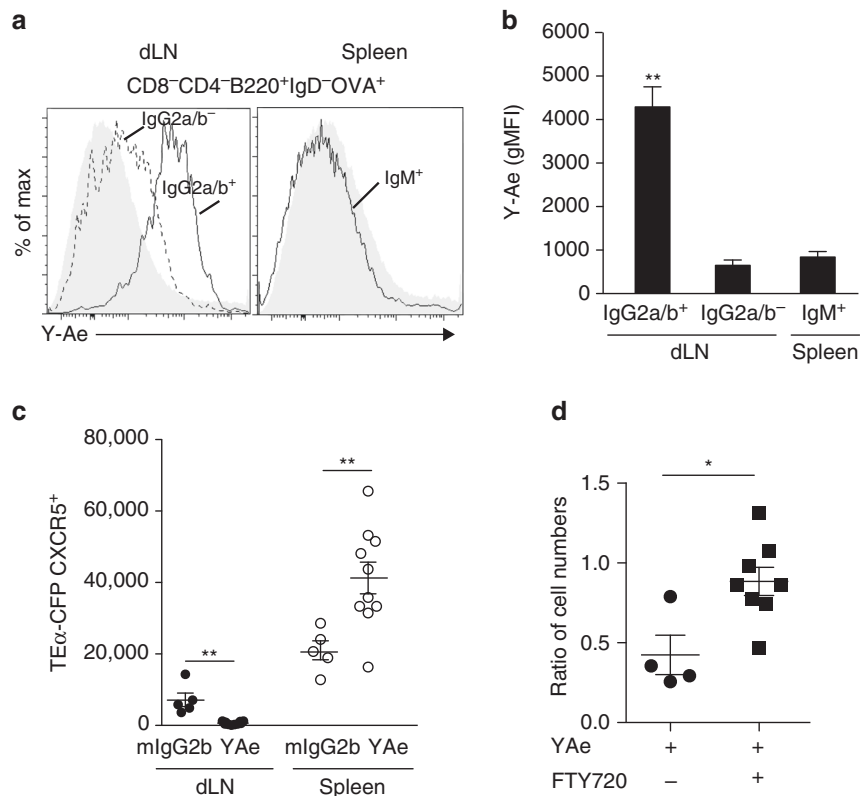 a
dLN Spleen
CD8⁻CD4⁻B220⁺IgD⁻OVA⁺
IgG2a/b⁻
IgG2a/b⁺
IgM⁺
% of max
Y-Ae
b
6000
5000
4000
3000
2000
1000
0
Y-Ae (gMFI)
**
IgG2a/b⁺ IgG2a/b⁻ IgM⁺
dLN Spleen
c
80,000
60,000
40,000
20,000
0
TEα-CFP CXCR5⁺
**
**
mIgG2b YAe mIgG2b YAe
dLN Spleen
d
1.5
1.0
0.5
0.0
Ratio of cell numbers
*
YAe + +
FTY720 – +